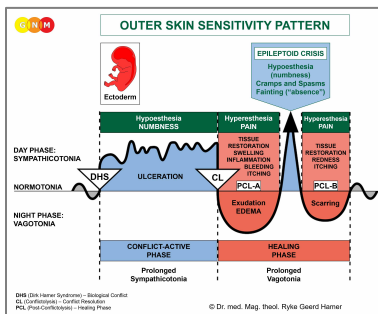 GNM
OUTER SKIN SENSITIVITY PATTERN
EPILEPTOID CRISIS
Hypoesthesia
(numbness)
Cramps and Spasms
Fainting ("absence")
Ectoderm
Hypoesthesia
NUMBNESS
Hyperesthesia
PAIN
Hyperesthesia
PAIN
DAY PHASE:
SYMPATHICOTONIA
TISSUE
RESTORATION
SWELLING
INFLAMMATION
BLEEDING
ITCHING
TISSUE
RESTORATION
REDNESS
ITCHING
DHS
ULCERATION
CL
PCL-A
PCL-B
NORMOTONIA
Exudation
EDEMA
Scarring
NIGHT PHASE:
VAGOTONIA
CONFLICT-ACTIVE
PHASE
HEALING
PHASE
Prolonged
Sympathicotonia
Prolonged
Vagotonia
DHS (Dirk Hamer Syndrome) – Biological Conflict
CL (Conflictolysis) – Conflict Resolution
PCL (Post-Conflictolysis) – Healing Phase
© Dr. med. Mag. theol. Ryke Geerd Hamer